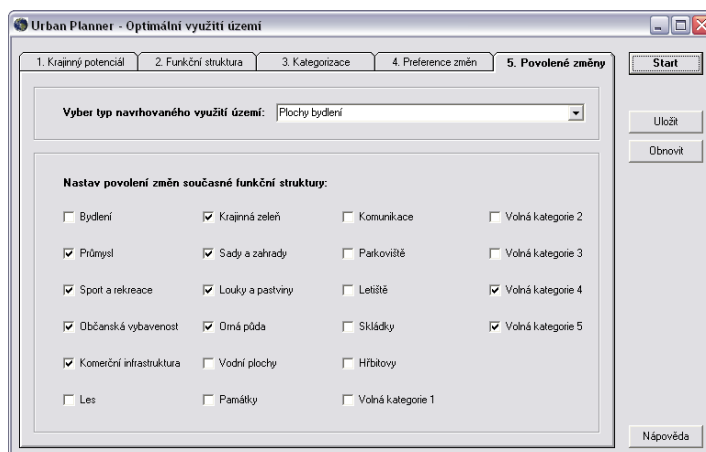 Urban Planner - Optimální využití území
1. Krajinný potenciál
2. Funkční struktura
3. Kategorizace
4. Preference změn
5. Povolené změny
Start
Vyber typ navrhovaného využití území:
Plochy bydlení
Uložit
Obnovit
Nastav povolení změn současné funkční struktury:
Bydlení
Krajinná zeleň
Komunikace
Volná kategorie 2
Průmysl
Sady a zahrady
Parkoviště
Volná kategorie 3
Sport a rekreace
Louky a pastviny
Letiště
Volná kategorie 4
Občanská vybavenost
Orná půda
Skládky
Volná kategorie 5
Komerční infrastruktura
Vodní plochy
Hřbitovy
Les
Památky
Volná kategorie 1
Nápověda